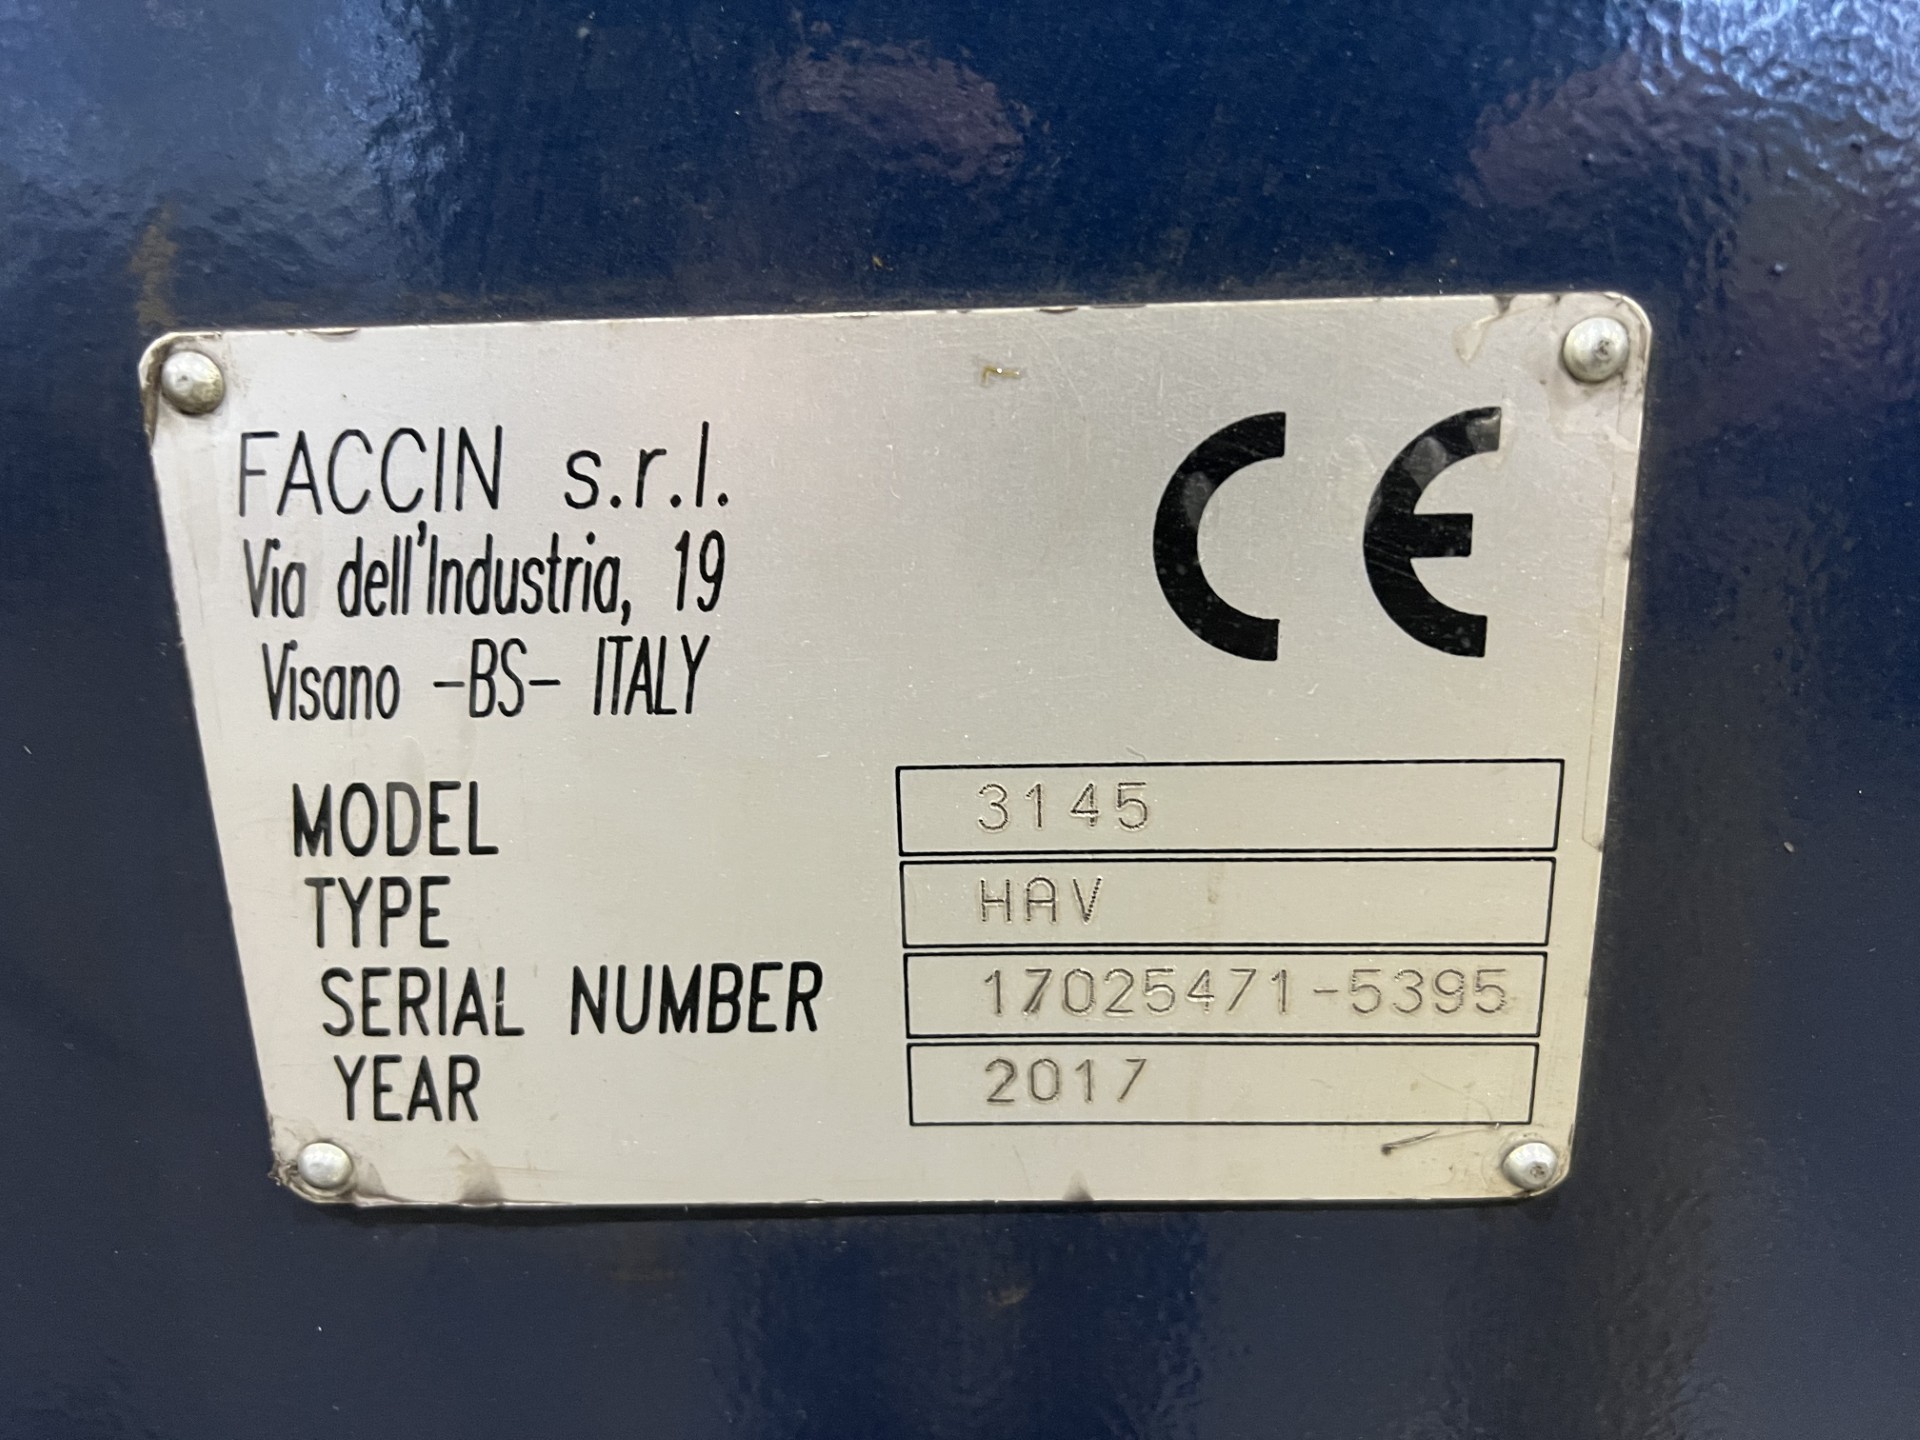 FACCIN s.r.l.
Via dell'Industria, 19
Visano -BS- ITALY
CE
MODEL 3145
TYPE HAV
SERIAL NUMBER 17025471-5395
YEAR 2017